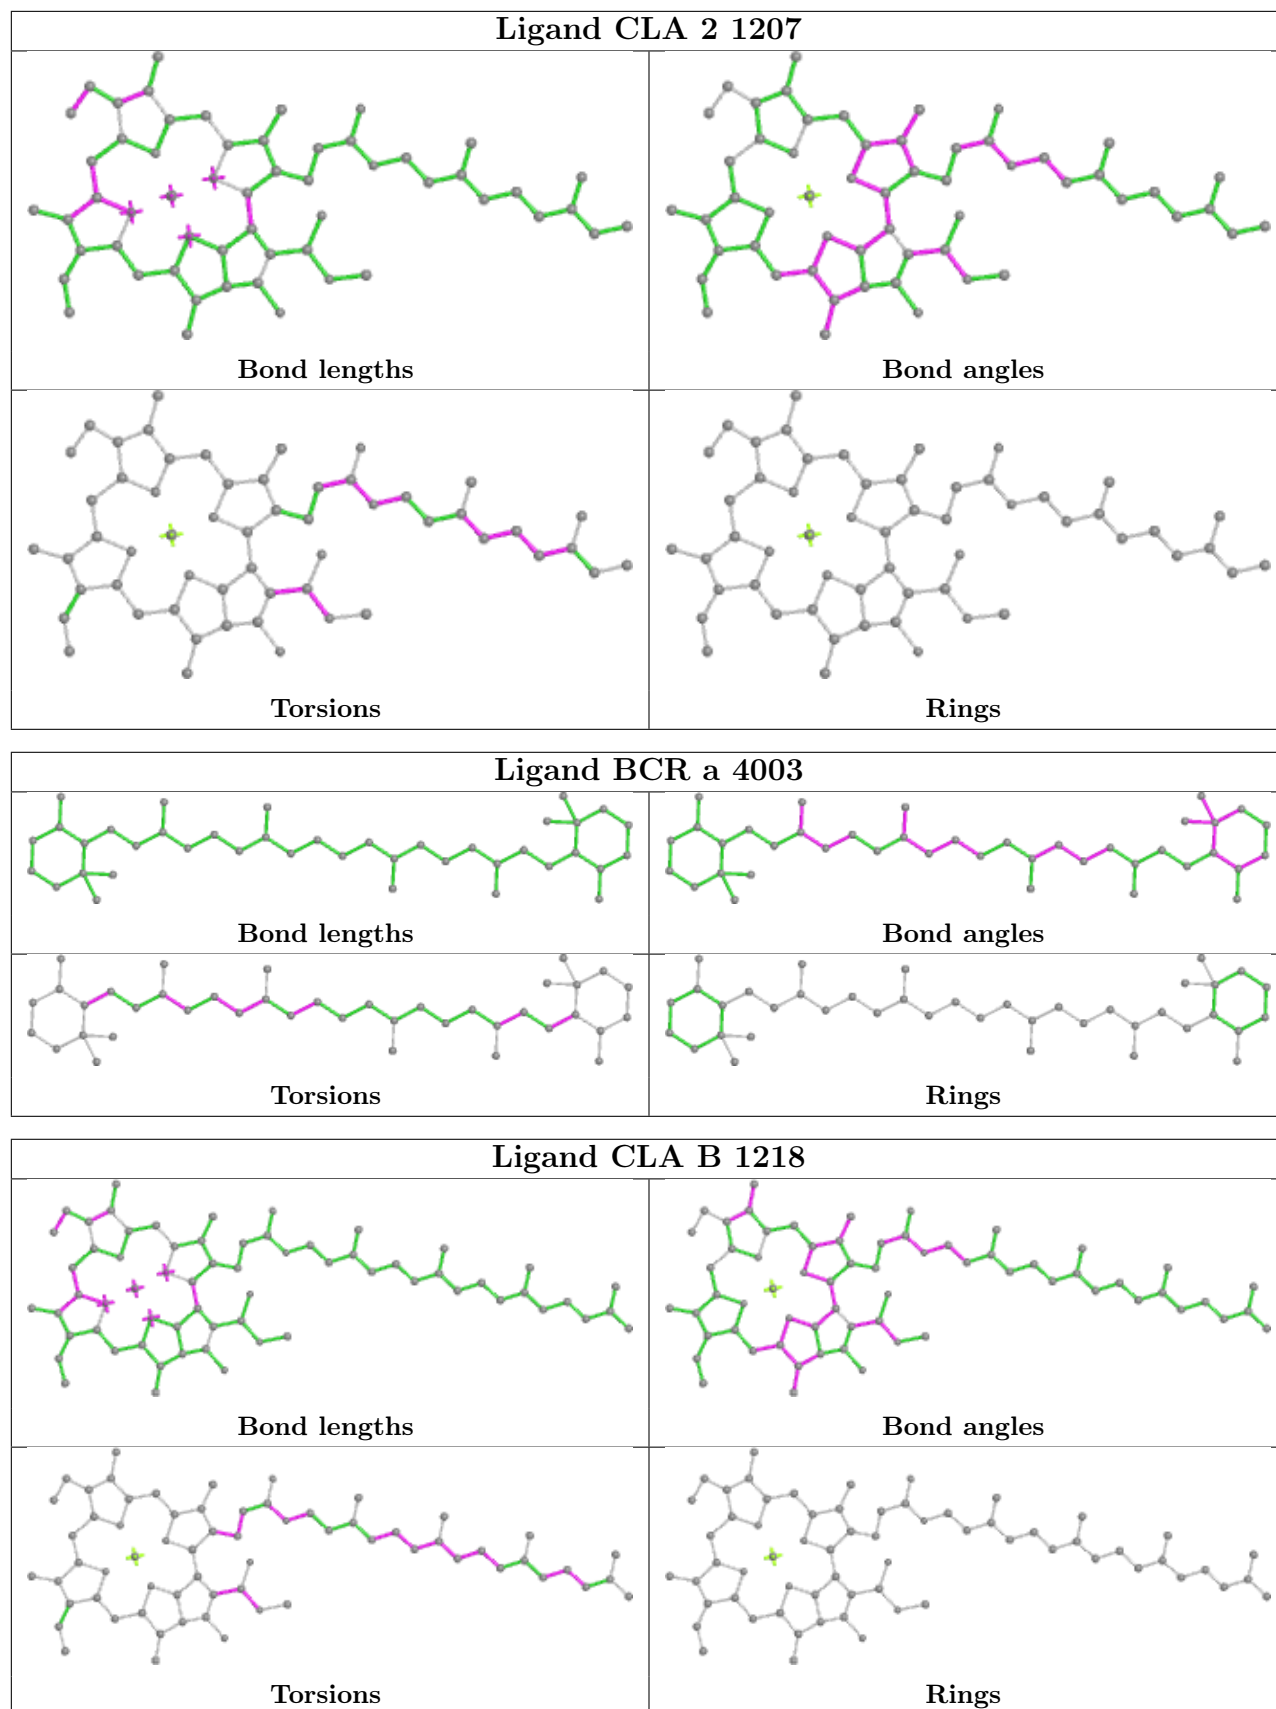 Ligand CLA 2 1207
Bond lengths
Bond angles
Torsions
Rings
Ligand BCR a 4003
Bond lengths
Bond angles
Torsions
Rings
Ligand CLA B 1218
Bond lengths
Bond angles
Torsions
Rings